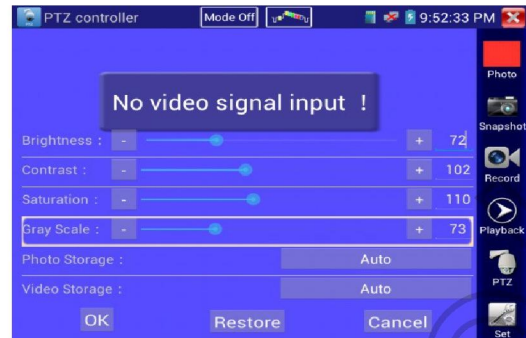 PTZ controller
Mode Off
9:52:33 PM
Photo
No video signal input !
Snapshot
Brightness : - + 72
Contrast : - + 102
Record
Saturation : - + 110
Gray Scale : - + 73
Playback
Photo Storage : Auto
PTZ
Video Storage : Auto
OK Restore Cancel
Set